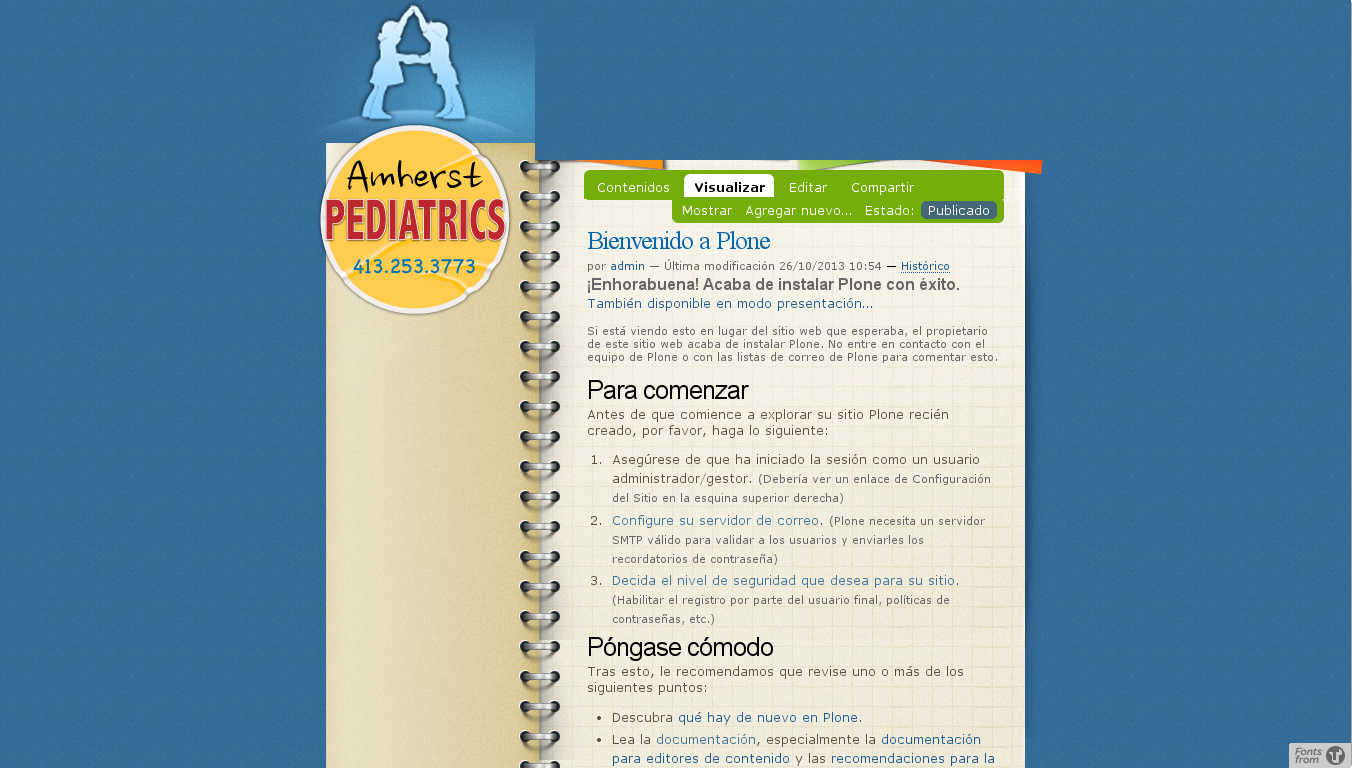 Amherst
PEDIATRICS
413.253.3773
Contenidos Visualizar Editar Compartir
Mostrar Agregar nuevo... Estado: Publicado
Bienvenido a Plone
por admin — Última modificación 26/10/2013 10:54 — Histórico
¡Enhorabuena! Acaba de instalar Plone con éxito.
También disponible en modo presentación...
Si está viendo esto en lugar del sitio web que esperaba, el propietario
de este sitio web acaba de instalar Plone. No entre en contacto con el
equipo de Plone o con las listas de correo de Plone para comentar esto.
Para comenzar
Antes de que comience a explorar su sitio Plone recién
creado, por favor, haga lo siguiente:
1. Asegúrese de que ha iniciado la sesión como un usuario
administrador/gestor. (Debería ver un enlace de Configuración
del Sitio en la esquina superior derecha)
2. Configure su servidor de correo. (Plone necesita un servidor
SMTP válido para validar a los usuarios y enviarles los
recordatorios de contraseña)
3. Decida el nivel de seguridad que desea para su sitio.
(Habilitar el registro por parte del usuario final, políticas de
contraseñas, etc.)
Póngase cómodo
Tras esto, le recomendamos que revise uno o más de los
siguientes puntos:
• Descubra qué hay de nuevo en Plone.
• Lea la documentación, especialmente la documentación
para editores de contenido y las recomendaciones para la
Fonts
from